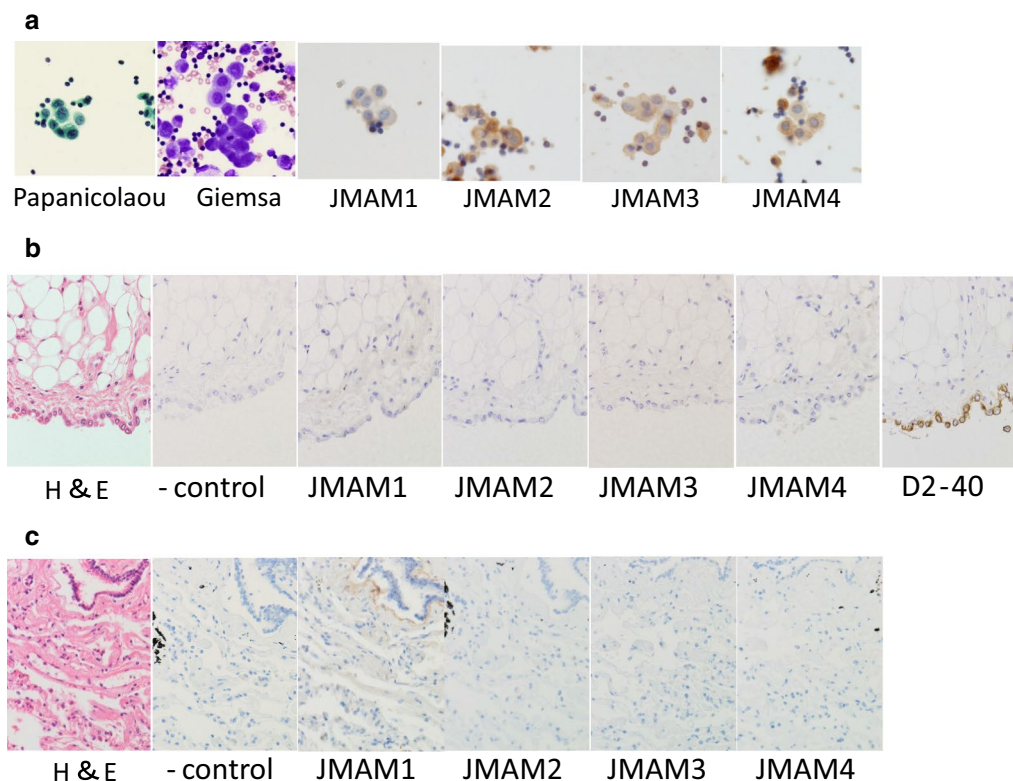 a
Papanicolaou Giemsa JMAM1 JMAM2 JMAM3 JMAM4
b
H & E - control JMAM1 JMAM2 JMAM3 JMAM4 D2-40
c
H & E - control JMAM1 JMAM2 JMAM3 JMAM4